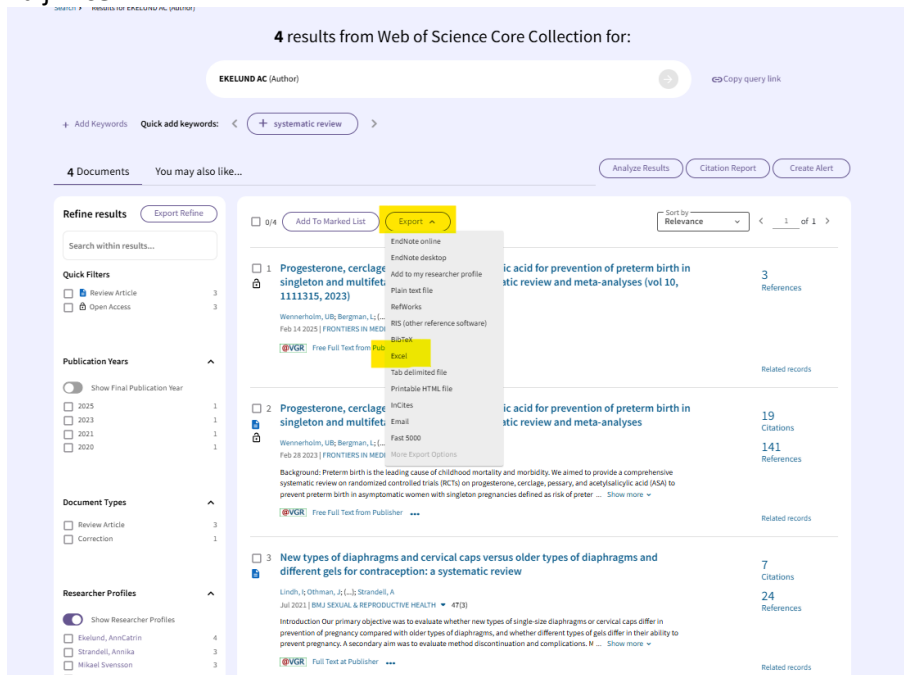 Search > Results for EKELUND AC (Author)
4 results from Web of Science Core Collection for:
EKELUND AC (Author)
Copy query link
+ Add Keywords Quick add keywords: < + systematic review >
4 Documents You may also like...
Analyze Results Citation Report Create Alert
Refine results Export Refine
Search within results...
Quick Filters
Review Article 3
Open Access 3
Publication Years
Show Final Publication Year
2025 1
2023 1
2021 1
2020 1
Document Types
Review Article 3
Correction 1
Researcher Profiles
Show Researcher Profiles
Ekelund, AnnCatrin 4
Strandell, Annika 3
Mikael Svensson 3
0/4 Add To Marked List Export
Sort by
Relevance
< 1 of 1 >
EndNote online
EndNote desktop
Add to my researcher profile
Plain text file
RefWorks
RIS (other reference software)
BibTeX
Excel
Tab delimited file
Printable HTML file
InCites
Email
Fast 5000
More Export Options
1 Progesterone, cerclage ic acid for prevention of preterm birth in
singleton and multifeta atic review and meta-analyses (vol 10,
1111315, 2023)
Wennerholm, UB; Bergman, L; (...
Feb 14 2025 | FRONTIERS IN MEDI
@VGR Free Full Text from Pub
3
References
Related records
2 Progesterone, cerclage ic acid for prevention of preterm birth in
singleton and multifeta atic review and meta-analyses
Wennerholm, UB; Bergman, L; (...
Feb 28 2023 | FRONTIERS IN MEDI
Background: Preterm birth is the leading cause of childhood mortality and morbidity. We aimed to provide a comprehensive
systematic review on randomized controlled trials (RCTs) on progesterone, cerclage, pessary, and acetylsalicylic acid (ASA) to
prevent preterm birth in asymptomatic women with singleton pregnancies defined as risk of preter ... Show more
@VGR Free Full Text from Publisher ...
19
Citations
141
References
Related records
3 New types of diaphragms and cervical caps versus older types of diaphragms and
different gels for contraception: a systematic review
Lindh, I; Othman, J; (...); Strandell, A
Jul 2021 | BMJ SEXUAL & REPRODUCTIVE HEALTH 47(3)
Introduction Our primary objective was to evaluate whether new types of single-size diaphragms or cervical caps differ in
prevention of pregnancy compared with older types of diaphragms, and whether different types of gels differ in their ability to
prevent pregnancy. A secondary aim was to evaluate method discontinuation and complications. M ... Show more
@VGR Full Text at Publisher ...
7
Citations
24
References
Related records